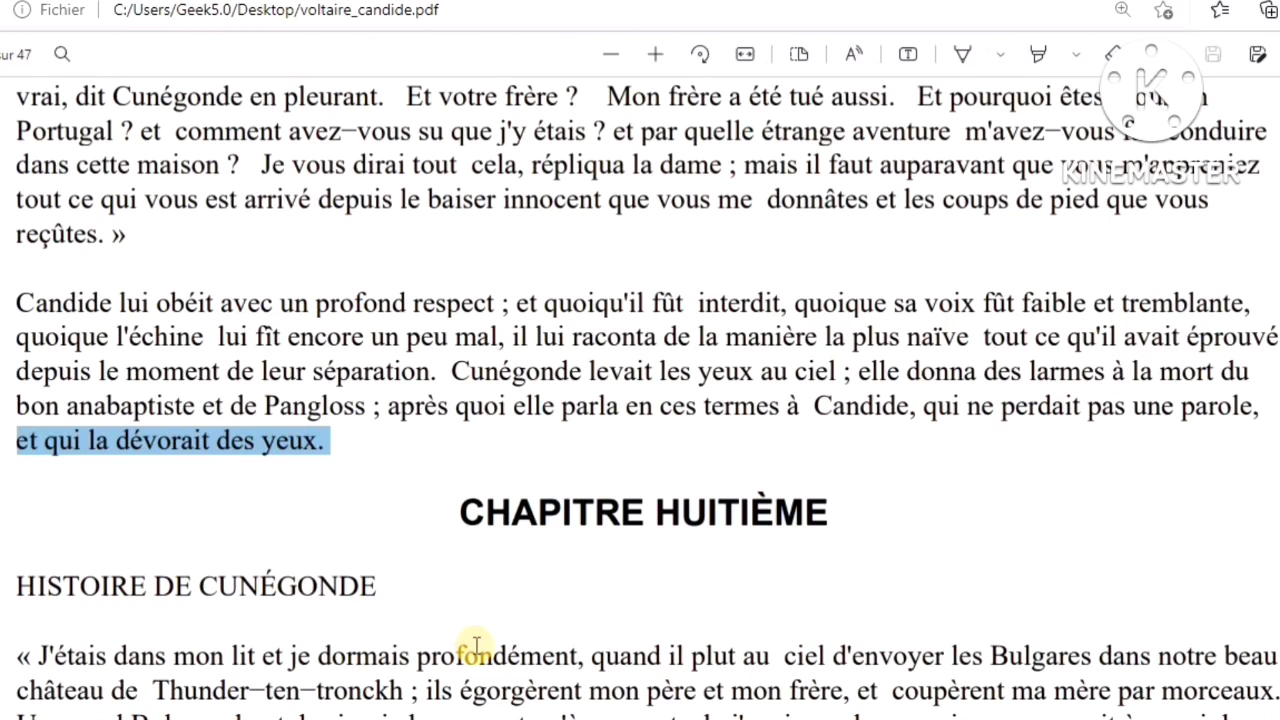 Fichier C:/Users/Geek5.0/Desktop/voltaire_candide.pdf
sur 47
vrai, dit Cunégonde en pleurant. Et votre frère ? Mon frère a été tué aussi. Et pourquoi
Portugal ? et comment avez−vous su que j'y étais ? et par quelle étrange aventure m'avez−vous conduire
dans cette maison ? Je vous dirai tout cela, répliqua la dame ; mais il faut auparavant que vous m'appreniez
KINEMASTER
tout ce qui vous est arrivé depuis le baiser innocent que vous me donnâtes et les coups de pied que vous
reçûtes. »
Candide lui obéit avec un profond respect ; et quoiqu'il fût interdit, quoique sa voix fût faible et tremblante,
quoique l'échine lui fît encore un peu mal, il lui raconta de la manière la plus naïve tout ce qu'il avait éprouvé
depuis le moment de leur séparation. Cunégonde levait les yeux au ciel ; elle donna des larmes à la mort du
bon anabaptiste et de Pangloss ; après quoi elle parla en ces termes à Candide, qui ne perdait pas une parole,
et qui la dévorait des yeux.
CHAPITRE HUITIÈME
HISTOIRE DE CUNÉGONDE
« J'étais dans mon lit et je dormais profondément, quand il plut au ciel d'envoyer les Bulgares dans notre beau
château de Thunder−ten−tronckh ; ils égorgèrent mon père et mon frère, et coupèrent ma mère par morceaux.